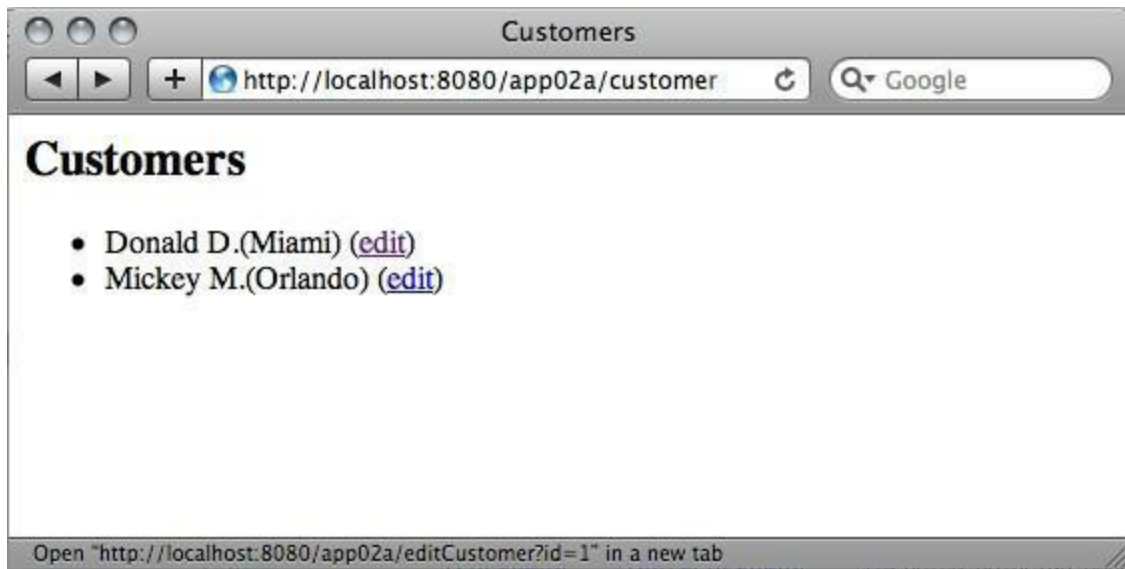 Customers
http://localhost:8080/app02a/customer
Google
Customers
• Donald D.(Miami) (edit)
• Mickey M.(Orlando) (edit)
Open "http://localhost:8080/app02a/editCustomer?id=1" in a new tab